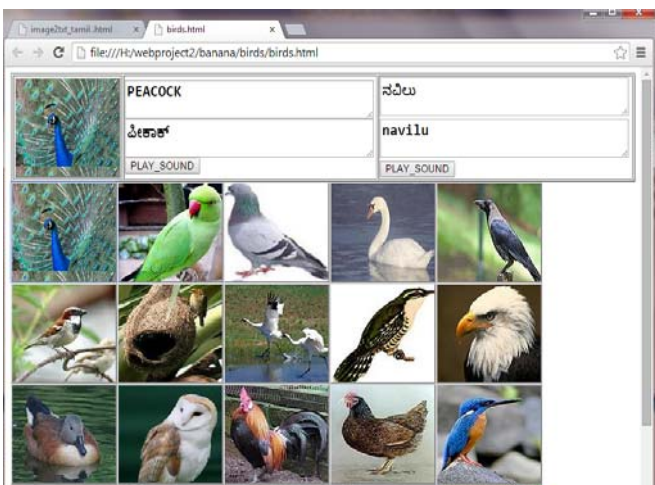 image2txt_tamil.html
birds.html
file:///H:/webproject2/banana/birds/birds.html
PEACOCK
ನವಿಲು
ಪೀಕಾಕ್
navilu
PLAY_SOUND
PLAY_SOUND